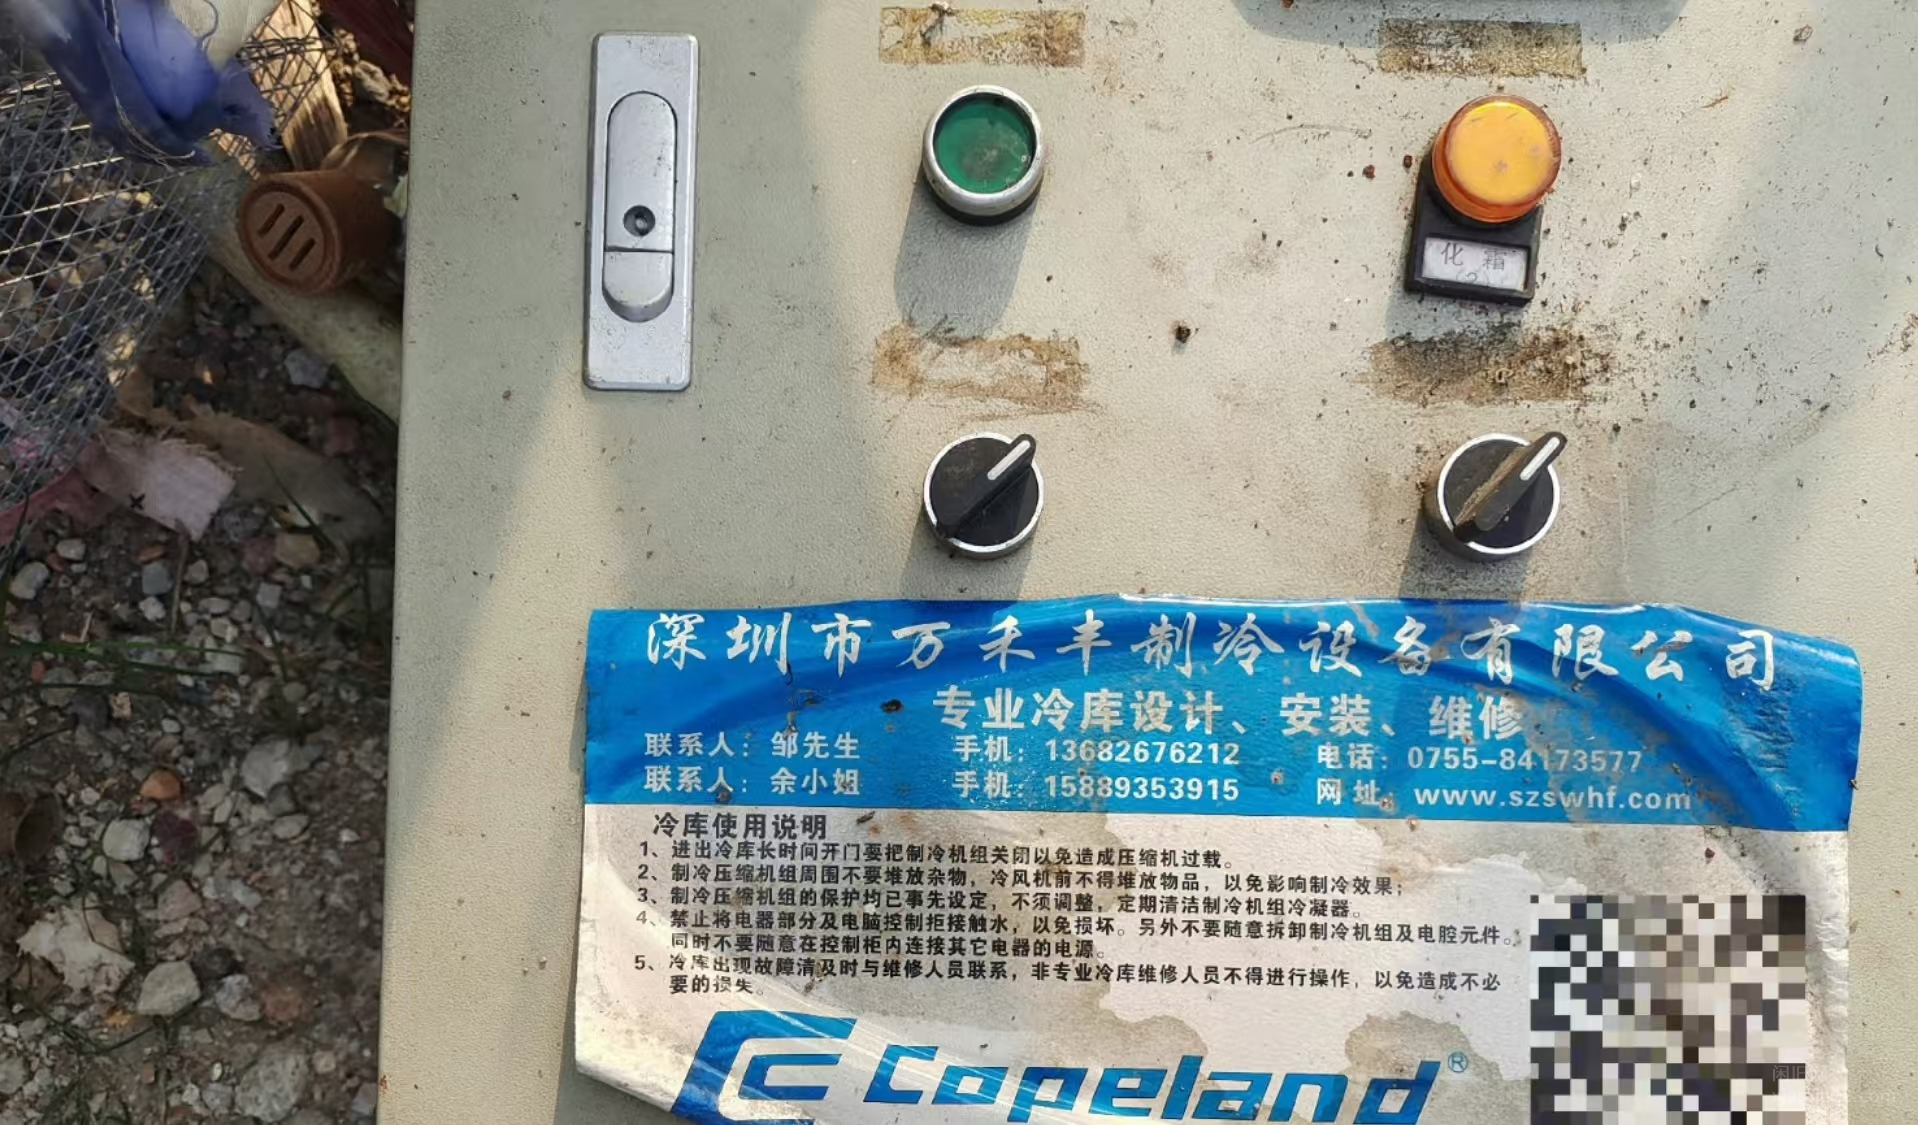 化霜
深圳市万禾丰制冷设备有限公司
专业冷库设计、安装、维修
联系人：邹先生 手机：13682676212 电话：0755-84173577
联系人：余小姐 手机：15889353915 网址：www.szswhf.com
冷库使用说明
1、进出冷库长时间开门要把制冷机组关闭以免造成压缩机过载。
2、制冷压缩机组周围不要堆放杂物，冷风机前不得堆放物品，以免影响制冷效果；
3、制冷压缩机组的保护均已事先设定，不须调整，定期清洁制冷机组冷凝器。
4、禁止将电器部分及电脑控制拒接触水，以免损坏。另外不要随意拆卸制冷机组及电腔元件。
同时不要随意在控制柜内连接其它电器的电源。
5、冷库出现故障清及时与维修人员联系，非专业冷库维修人员不得进行操作，以免造成不必
要的损失。
Copeland®